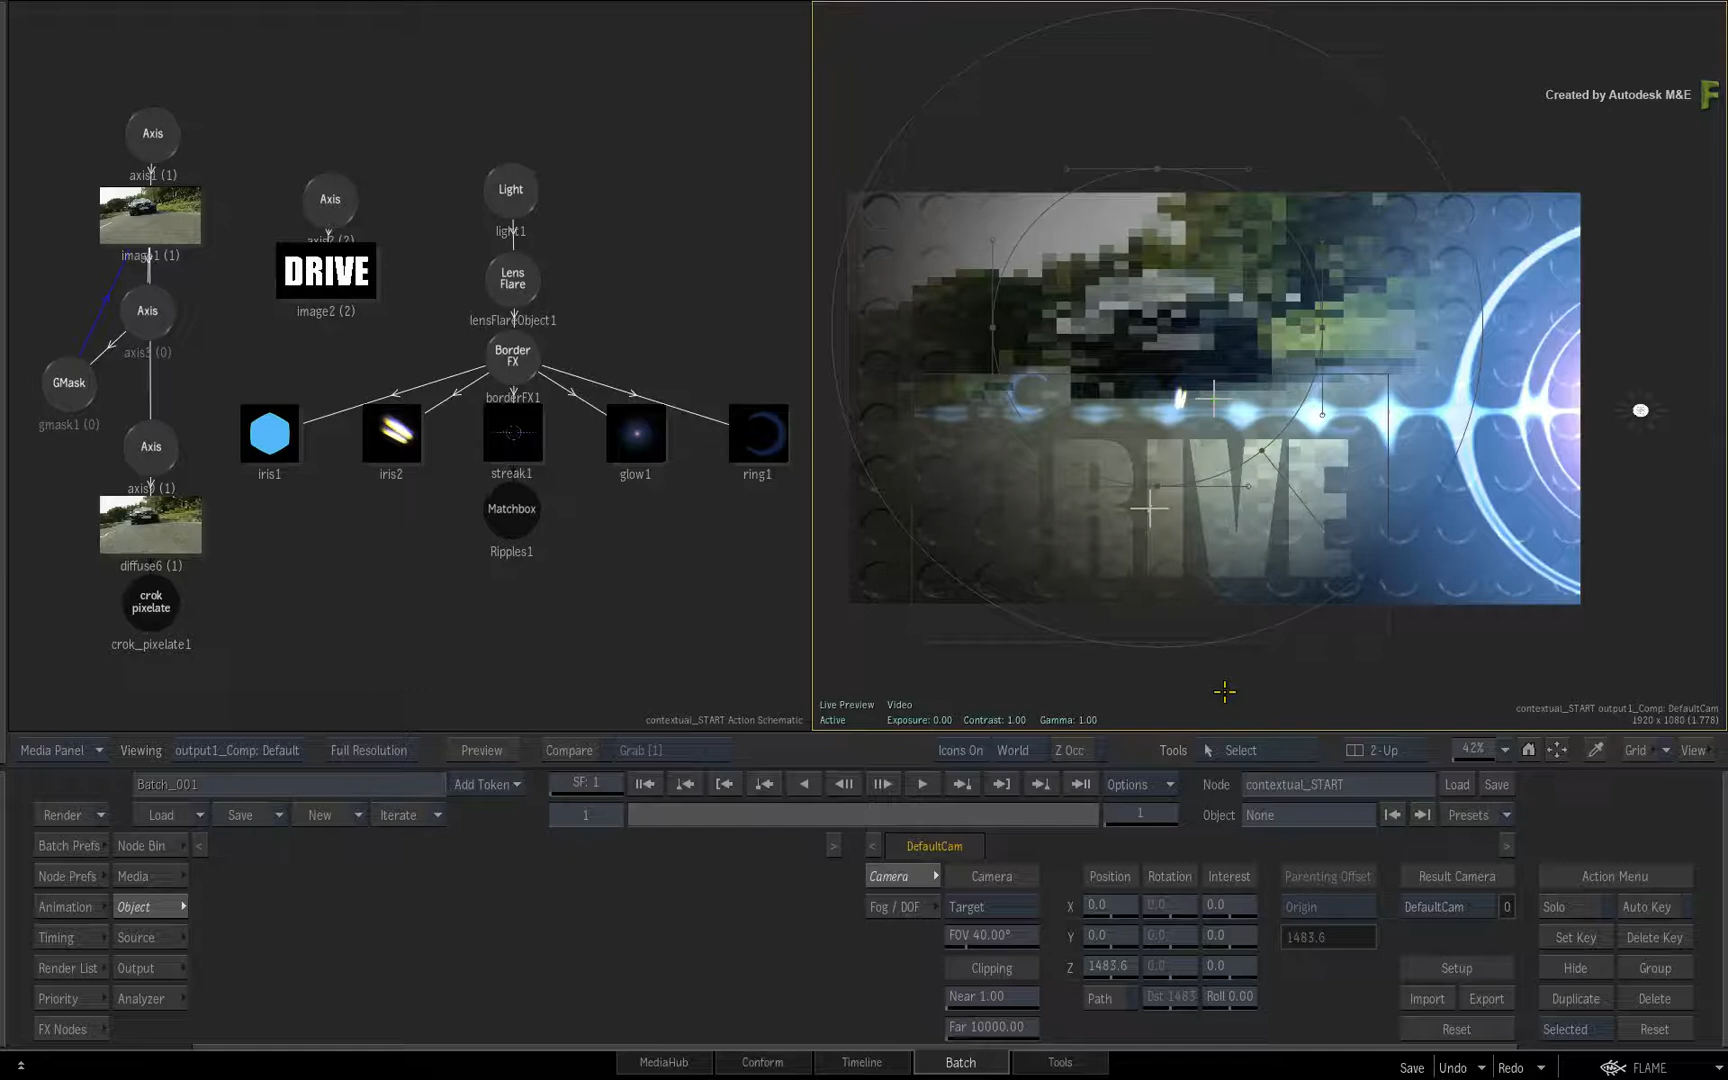 Created by Autodesk M&E
Axis
axis1 (1)
image1 (1)
Axis
axis3 (0)
GMask
gmask1 (0)
Axis
diffuse6 (1)
crok
pixelate
crok_pixelate1
Axis
axis2 (2)
DRIVE
image2 (2)
Light
light1
Lens
Flare
lensFlareObject1
Border
FX
borderFX1
iris1
iris2
streak1
glow1
ring1
Matchbox
Ripples1
DRIVE
contextual_START Action Schematic
Live Preview Video
Active Exposure: 0.00 Contrast: 1.00 Gamma: 1.00
contextual_START output1_Comp: DefaultCam
1920 x 1080 (1.778)
Media Panel Viewing output1_Comp: Default Full Resolution Preview Compare Grab [1] Icons On World Z Occ Tools Select 2-Up 42% Grid View
Batch_001 Add Token SF: 1 Options Node contextual_START Load Save
Render Load Save New Iterate 1 1 Object None Presets
Batch Prefs Node Bin < > < DefaultCam >
Node Prefs Media Camera Camera Position Rotation Interest Parenting Offset Result Camera Action Menu
Animation Object Fog / DOF Target X 0.0 0.0 0.0 Origin DefaultCam 0 Solo Auto Key
Timing Source FOV 40.00° Y 0.0 0.0 0.0 1483.6 Set Key Delete Key
Render List Output Clipping Z 1483.6 0.0 0.0 Setup Hide Group
Priority Analyzer Near 1.00 Path Dst 1483 Roll 0.00 Import Export Duplicate Delete
FX Nodes Far 10000.00 Reset Selected Reset
MediaHub Conform Timeline Batch Tools Save Undo Redo FLAME